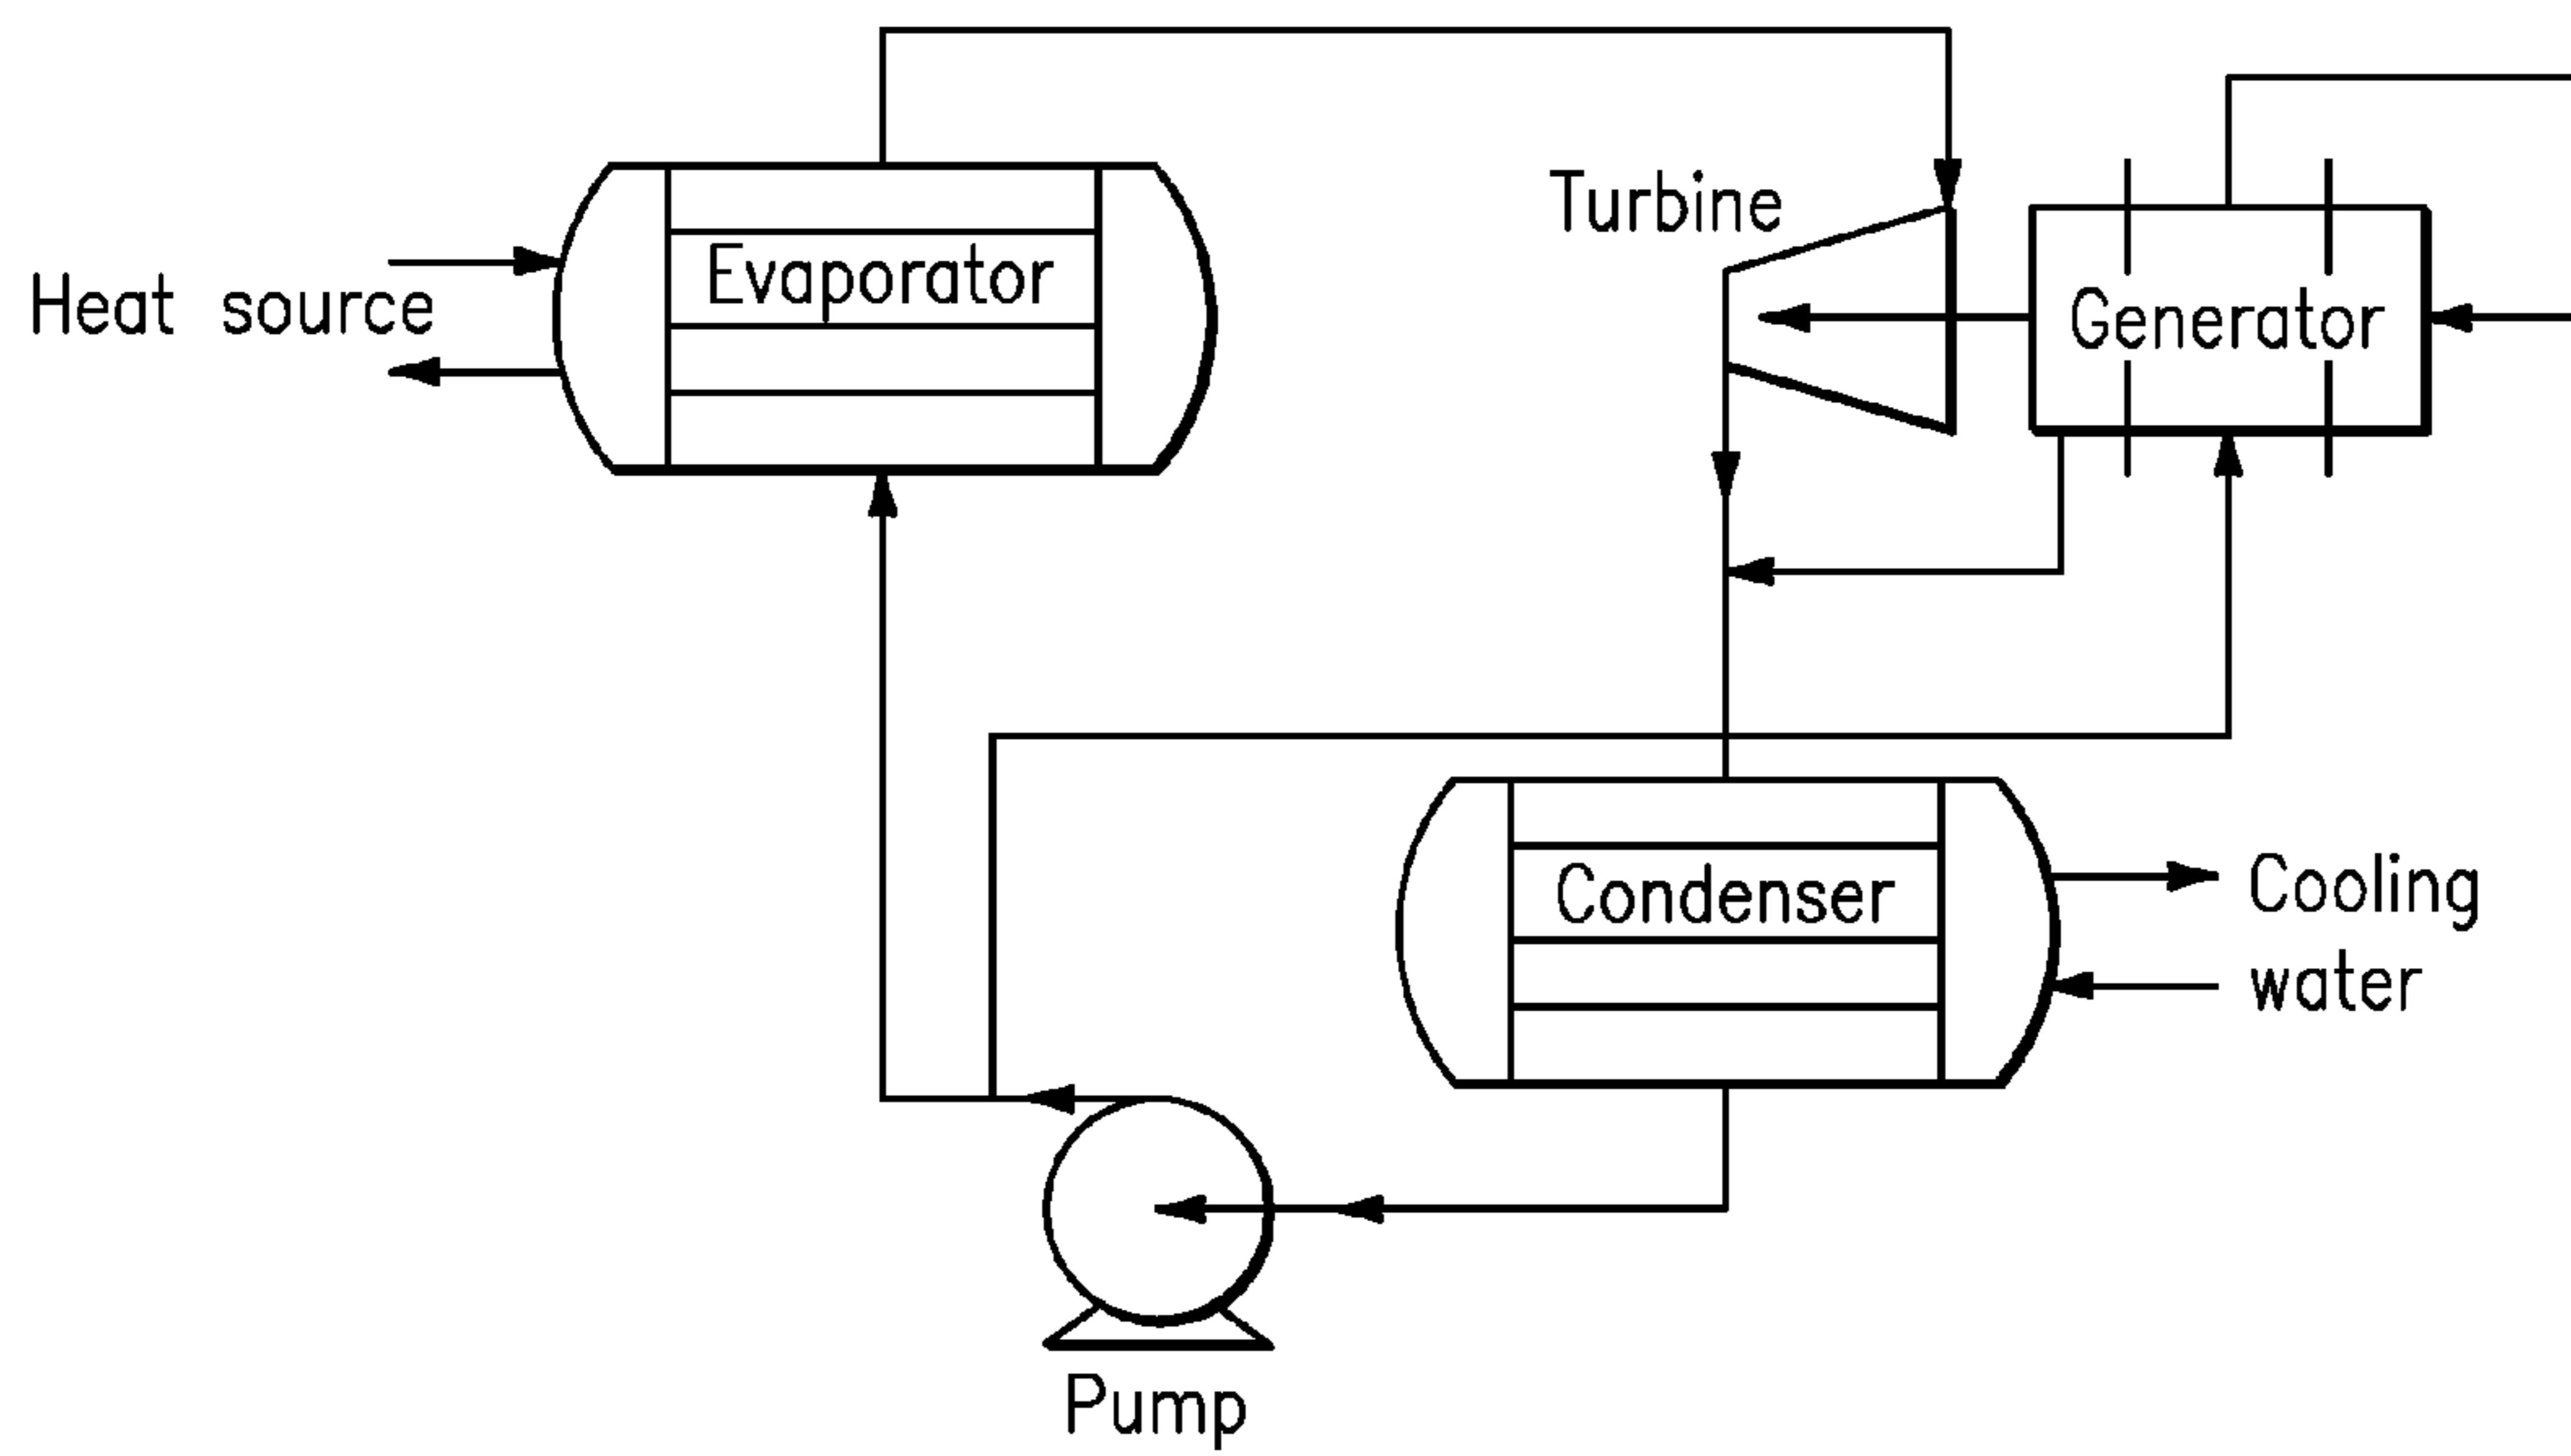 Turbine
Evaporator
Heat source
Generator
Condenser
Cooling
water
Pump